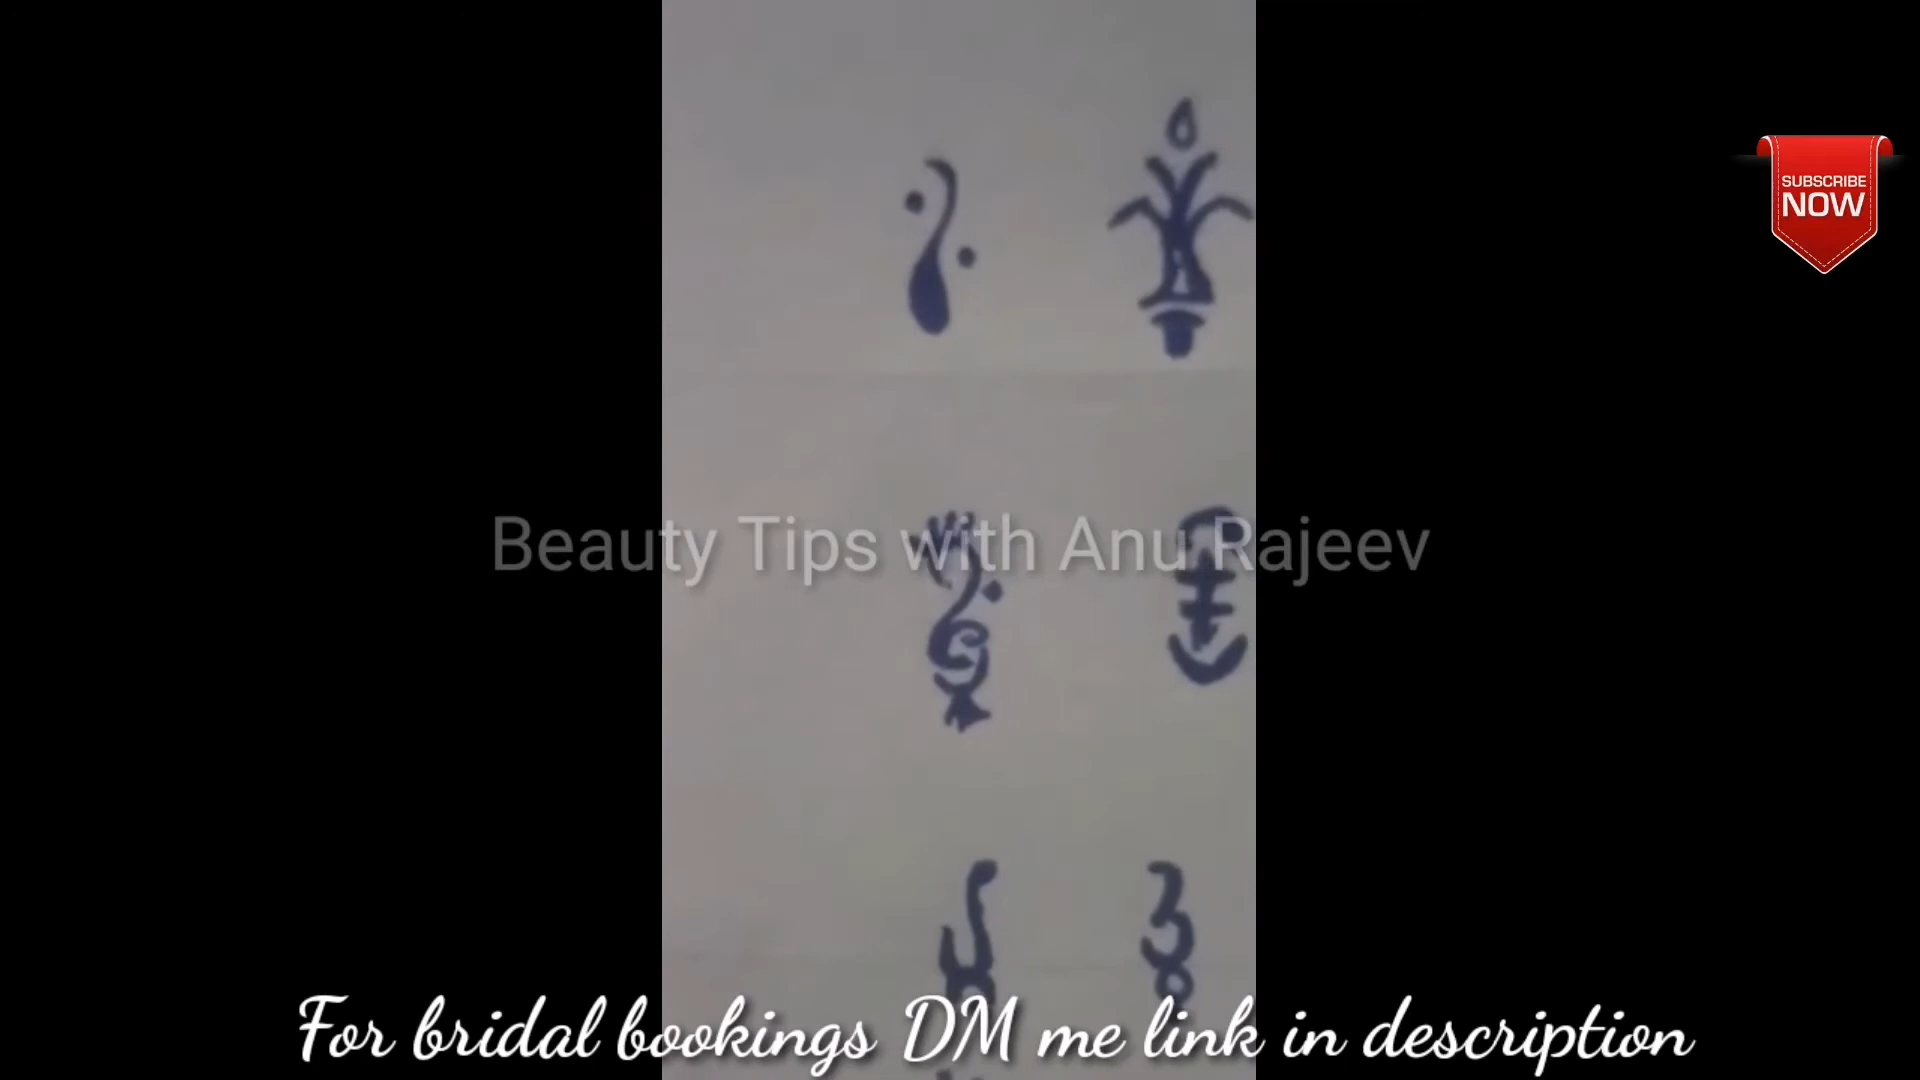 SUBSCRIBE
NOW
Beauty Tips with Anu Rajeev
For bridal bookings DM me link in description